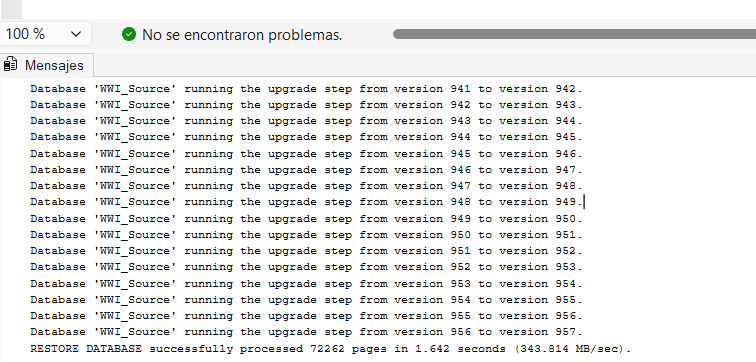 100 %
No se encontraron problemas.
Mensajes
Database 'WWI_Source' running the upgrade step from version 941 to version 942.
Database 'WWI_Source' running the upgrade step from version 942 to version 943.
Database 'WWI_Source' running the upgrade step from version 943 to version 944.
Database 'WWI_Source' running the upgrade step from version 944 to version 945.
Database 'WWI_Source' running the upgrade step from version 945 to version 946.
Database 'WWI_Source' running the upgrade step from version 946 to version 947.
Database 'WWI_Source' running the upgrade step from version 947 to version 948.
Database 'WWI_Source' running the upgrade step from version 948 to version 949.
Database 'WWI_Source' running the upgrade step from version 949 to version 950.
Database 'WWI_Source' running the upgrade step from version 950 to version 951.
Database 'WWI_Source' running the upgrade step from version 951 to version 952.
Database 'WWI_Source' running the upgrade step from version 952 to version 953.
Database 'WWI_Source' running the upgrade step from version 953 to version 954.
Database 'WWI_Source' running the upgrade step from version 954 to version 955.
Database 'WWI_Source' running the upgrade step from version 955 to version 956.
Database 'WWI_Source' running the upgrade step from version 956 to version 957.
RESTORE DATABASE successfully processed 72262 pages in 1.642 seconds (343.814 MB/sec).